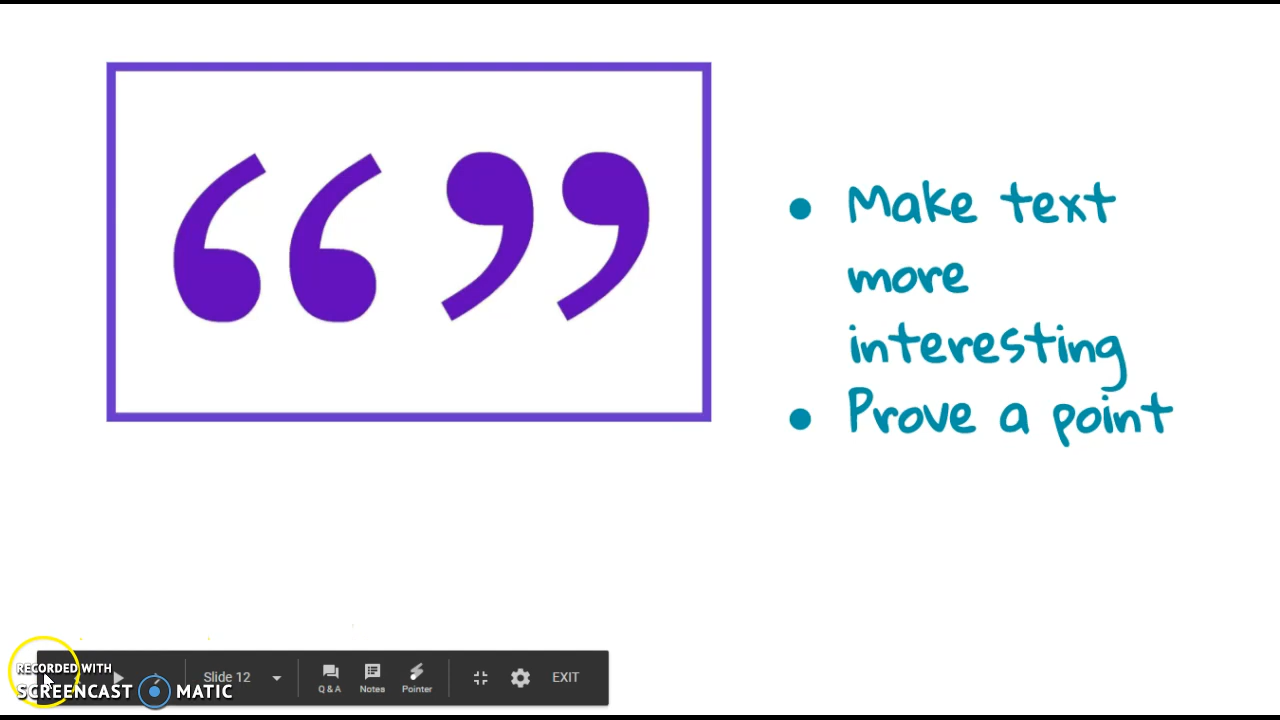 “ ”
● Make text
more
interesting
● Prove a point
RECORDED WITH
SCREENCAST MATIC
Slide 12
Q & A
Notes
Pointer
EXIT